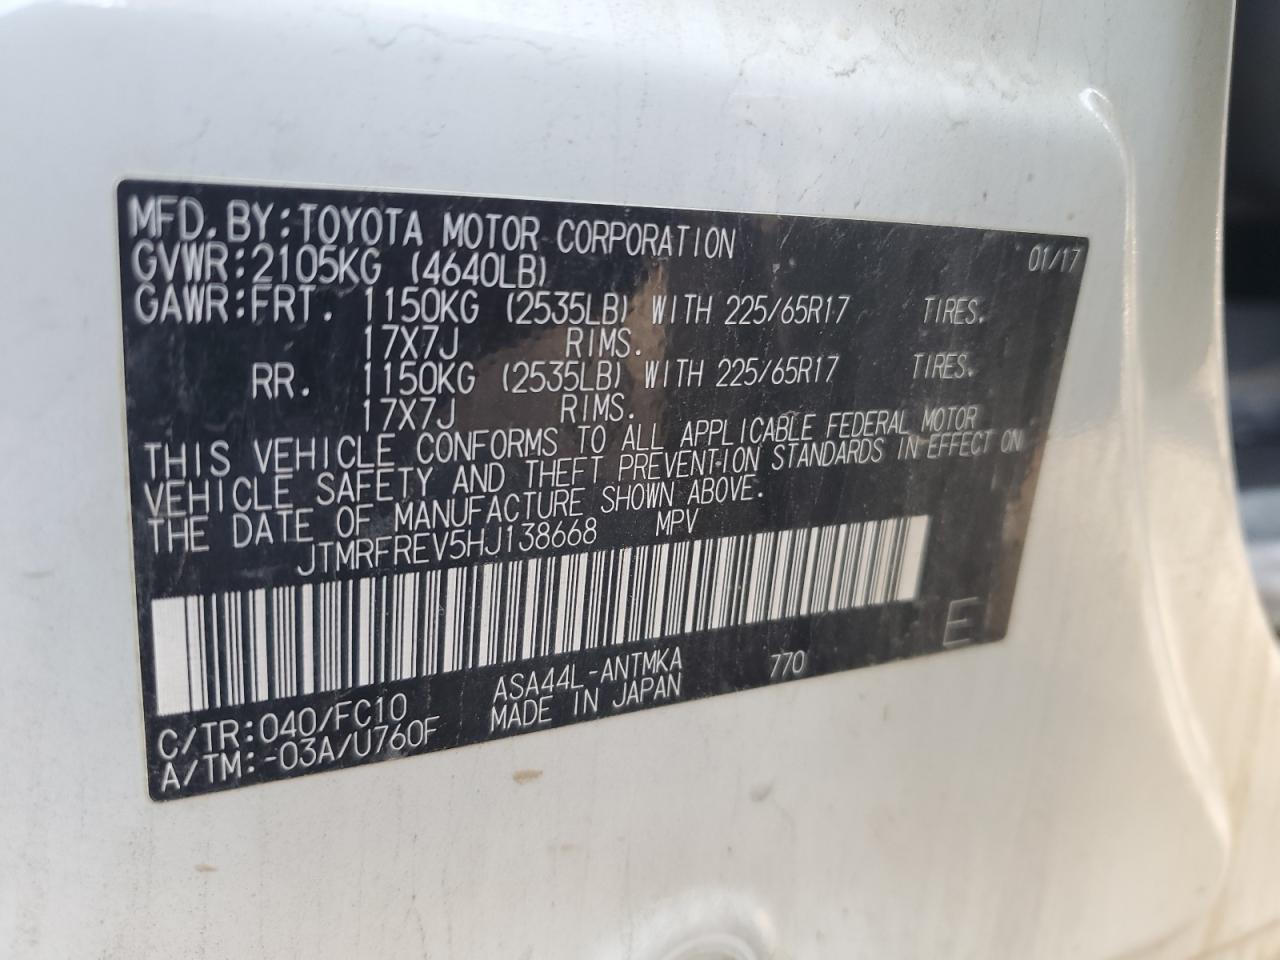 MFD.BY:TOYOTA MOTOR CORPORATION 01/17
GVWR:2105KG (4640LB)
GAWR:FRT. 1150KG (2535LB) WITH 225/65R17 TIRES.
17X7J RIMS.
RR. 1150KG (2535LB) WITH 225/65R17 TIRES.
17X7J RIMS.
THIS VEHICLE CONFORMS TO ALL APPLICABLE FEDERAL MOTOR
VEHICLE SAFETY AND THEFT PREVENTION STANDARDS IN EFFECT ON
THE DATE OF MANUFACTURE SHOWN ABOVE.
JTMRFREV5HJ138668 MPV
E
C/TR:040/FC10 ASA44L-ANTMKA 770
A/TM:-03A/U760F MADE IN JAPAN